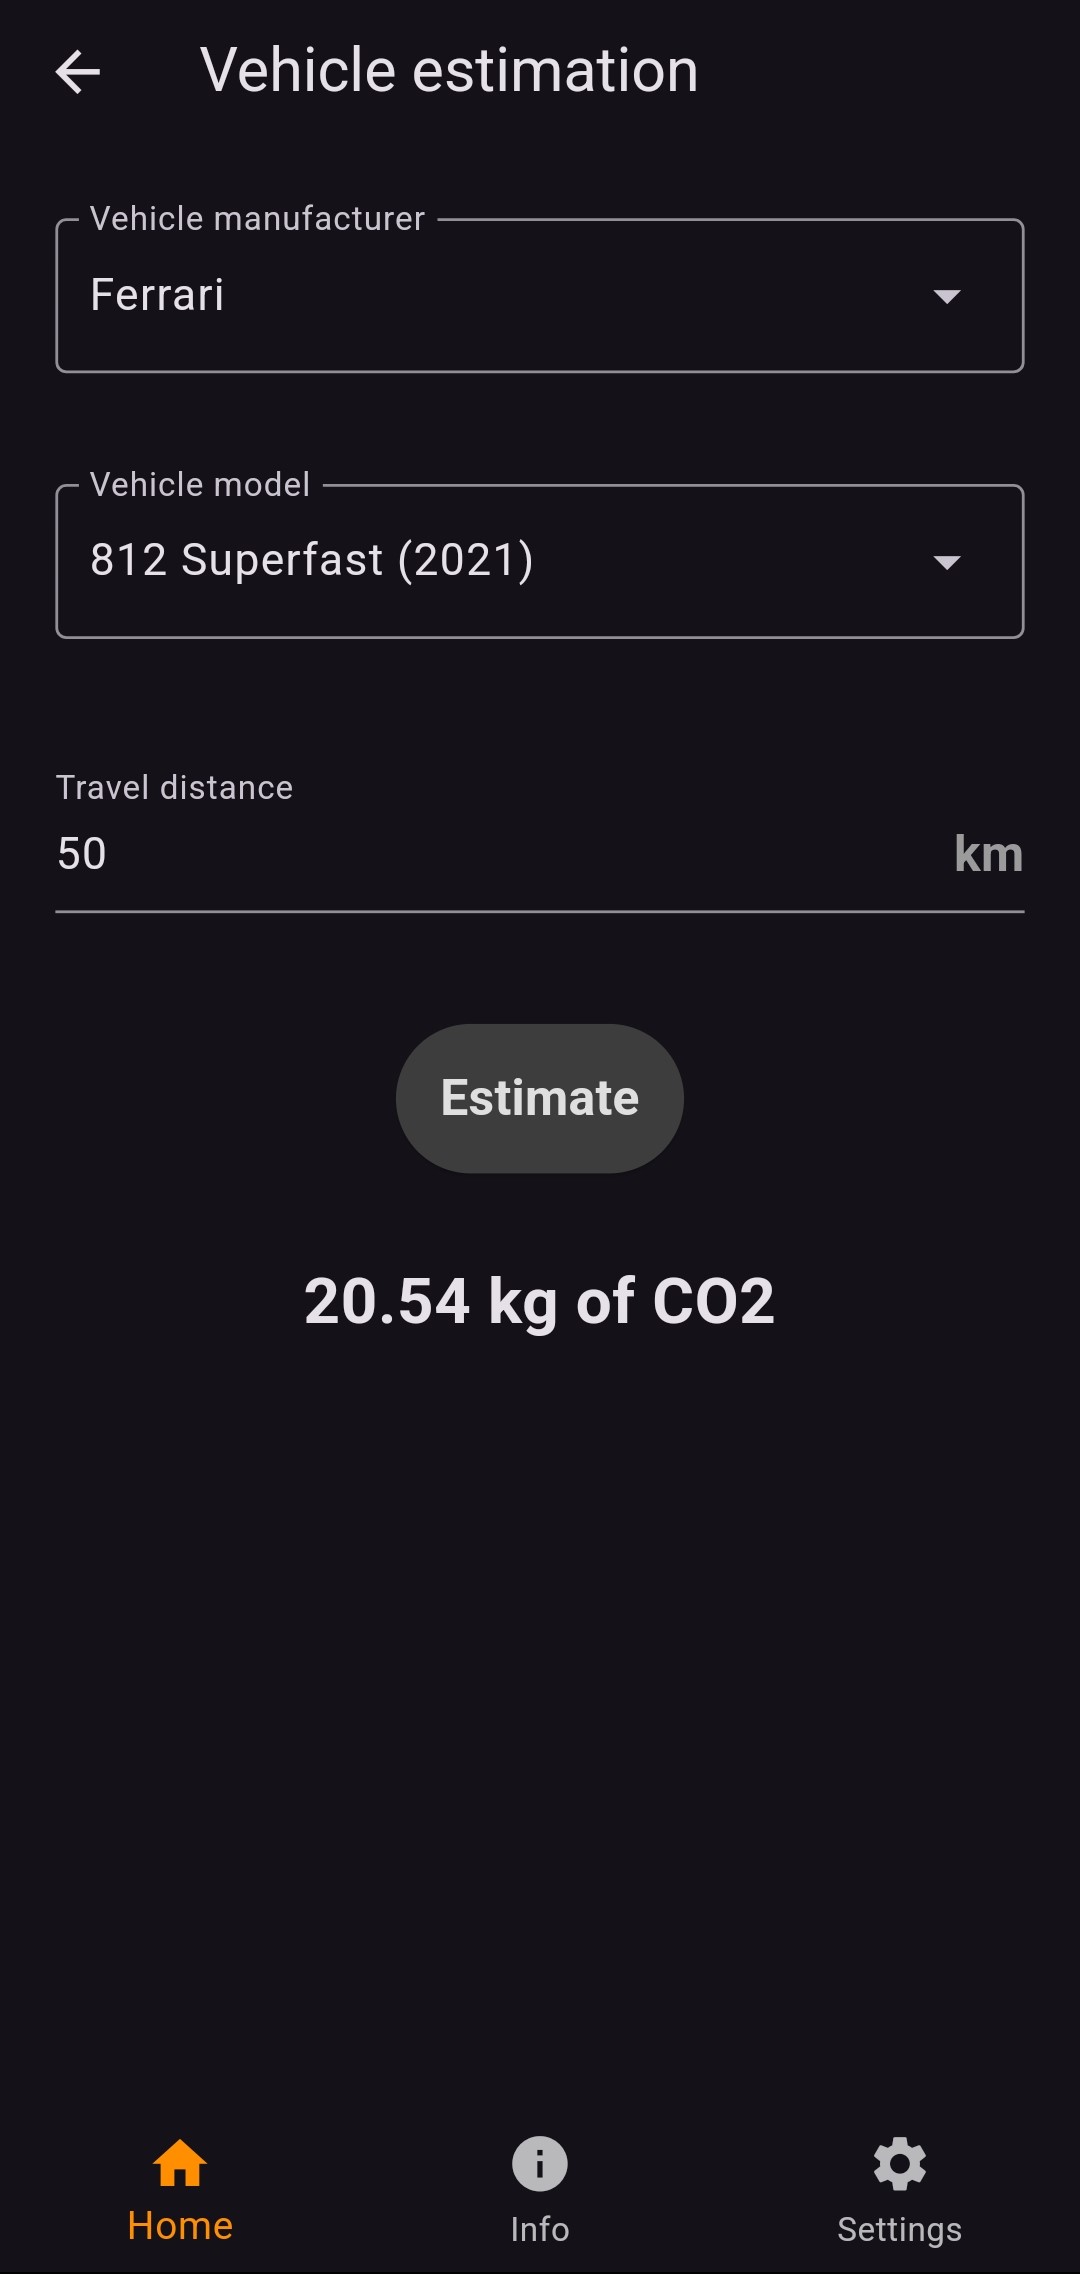 Vehicle estimation
Vehicle manufacturer
Ferrari
Vehicle model
812 Superfast (2021)
Travel distance
50 km
Estimate
20.54 kg of CO2
Home Info Settings